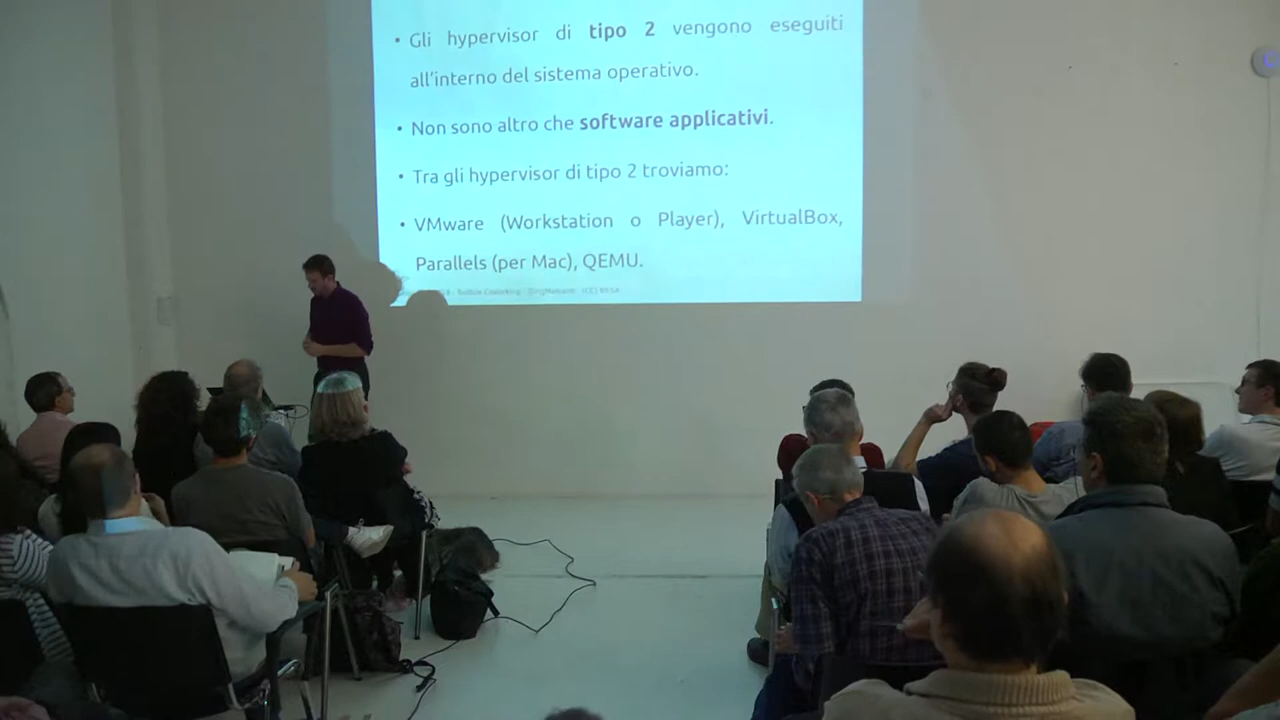 • Gli hypervisor di tipo 2 vengono eseguiti
all'interno del sistema operativo.
• Non sono altro che software applicativi.
• Tra gli hypervisor di tipo 2 troviamo:
• VMware (Workstation o Player), VirtualBox,
Parallels (per Mac), QEMU.